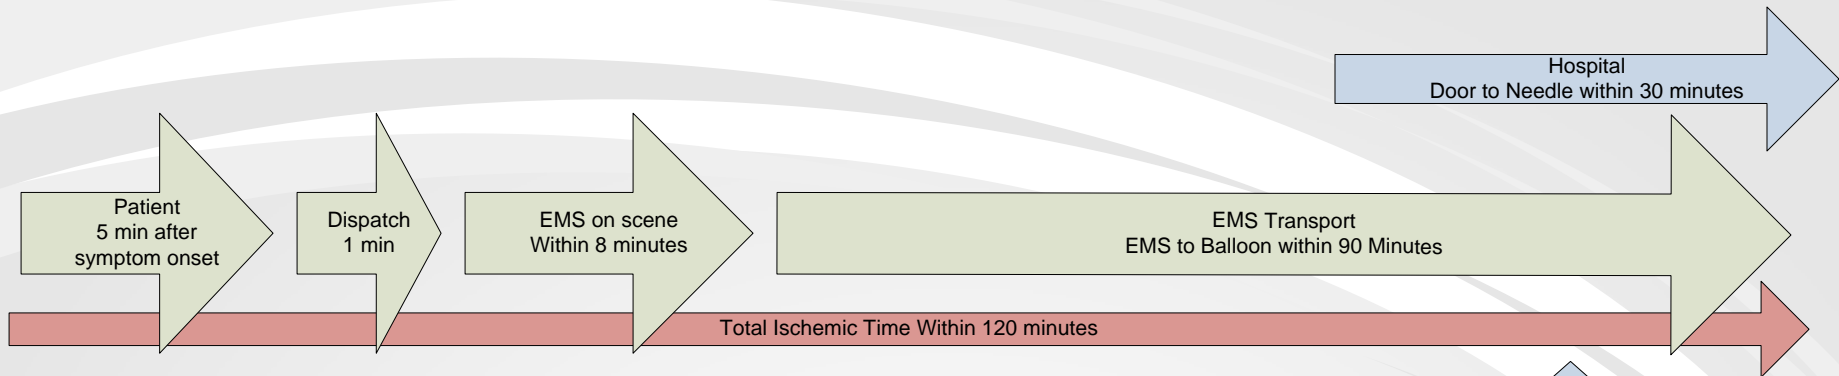 Hospital
Door to Needle within 30 minutes
Patient
5 min after
symptom onset
Dispatch
1 min
EMS on scene
Within 8 minutes
EMS Transport
EMS to Balloon within 90 Minutes
Total Ischemic Time Within 120 minutes